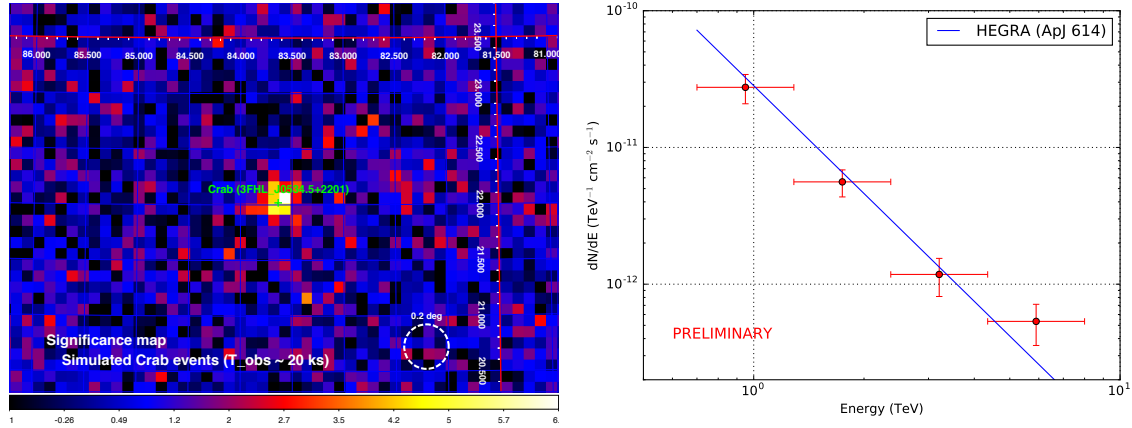 86.000 85.500 85.000 84.500 84.000 83.500 83.000 82.500 82.000 81.500 81.000
23.500
23.000
22.500
22.000
21.500
21.000
20.500
Crab (3FHL J0534.5+2201)
0.2 deg
Significance map
Simulated Crab events (T_obs ~ 20 ks)
1 -0.26 0.49 1.2 2 2.7 3.5 4.2 5 5.7 6.
HEGRA (ApJ 614)
10⁻¹⁰
10⁻¹¹
10⁻¹²
dN/dE (TeV⁻¹ cm⁻² s⁻¹)
PRELIMINARY
10⁰ 10¹
Energy (TeV)